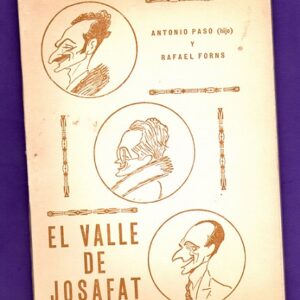 ANTONIO PASO (hijo)
Y
RAFAEL FORNS
EL VALLE
DE
JOSAFAT